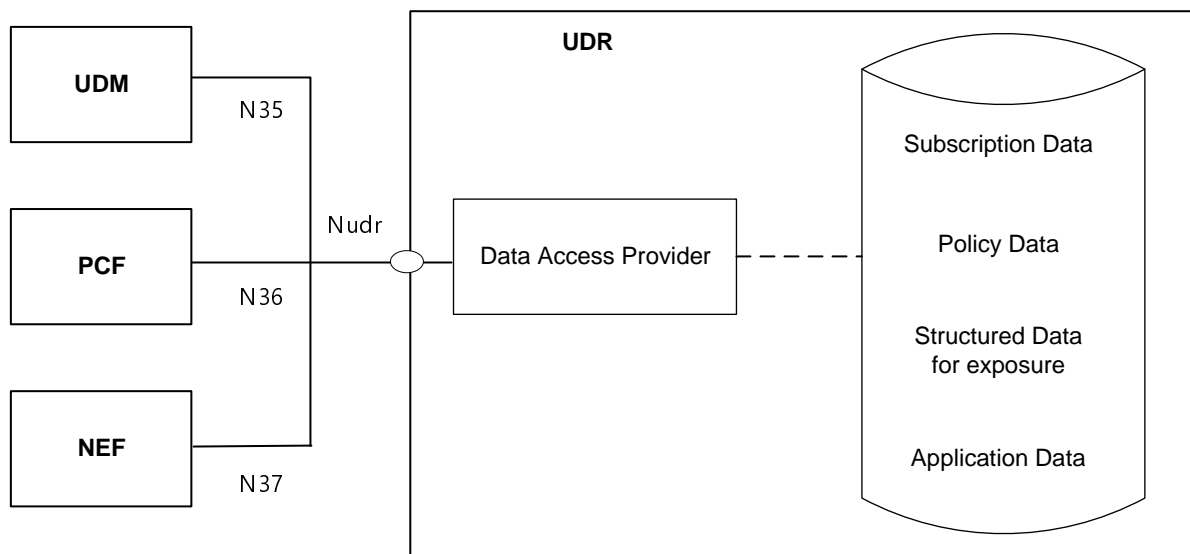 UDR
UDM
N35
Subscription Data
Nudr
PCF
Data Access Provider
Policy Data
N36
Structured Data
for exposure
NEF
Application Data
N37